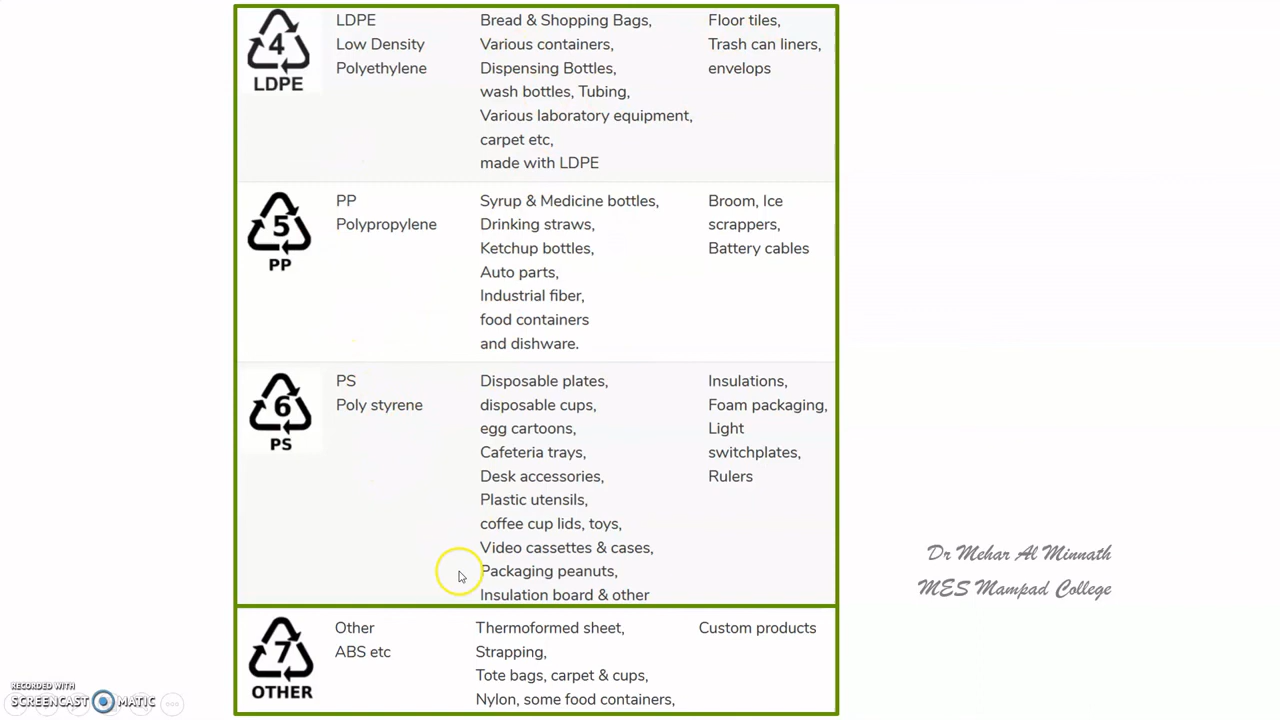 4
LDPE
LDPE
Low Density
Polyethylene
Bread & Shopping Bags,
Various containers,
Dispensing Bottles,
wash bottles, Tubing,
Various laboratory equipment,
carpet etc,
made with LDPE
Floor tiles,
Trash can liners,
envelops
5
PP
PP
Polypropylene
Syrup & Medicine bottles,
Drinking straws,
Ketchup bottles,
Auto parts,
Industrial fiber,
food containers
and dishware.
Broom, Ice
scrappers,
Battery cables
6
PS
PS
Poly styrene
Disposable plates,
disposable cups,
egg cartoons,
Cafeteria trays,
Desk accessories,
Plastic utensils,
coffee cup lids, toys,
Video cassettes & cases,
Packaging peanuts,
Insulation board & other
Insulations,
Foam packaging,
Light
switchplates,
Rulers
7
OTHER
Other
ABS etc
Thermoformed sheet,
Strapping,
Tote bags, carpet & cups,
Nylon, some food containers,
Custom products
Dr Mehar Al Minnath
MES Mampad College
RECORDED WITH
SCREENCAST MATIC